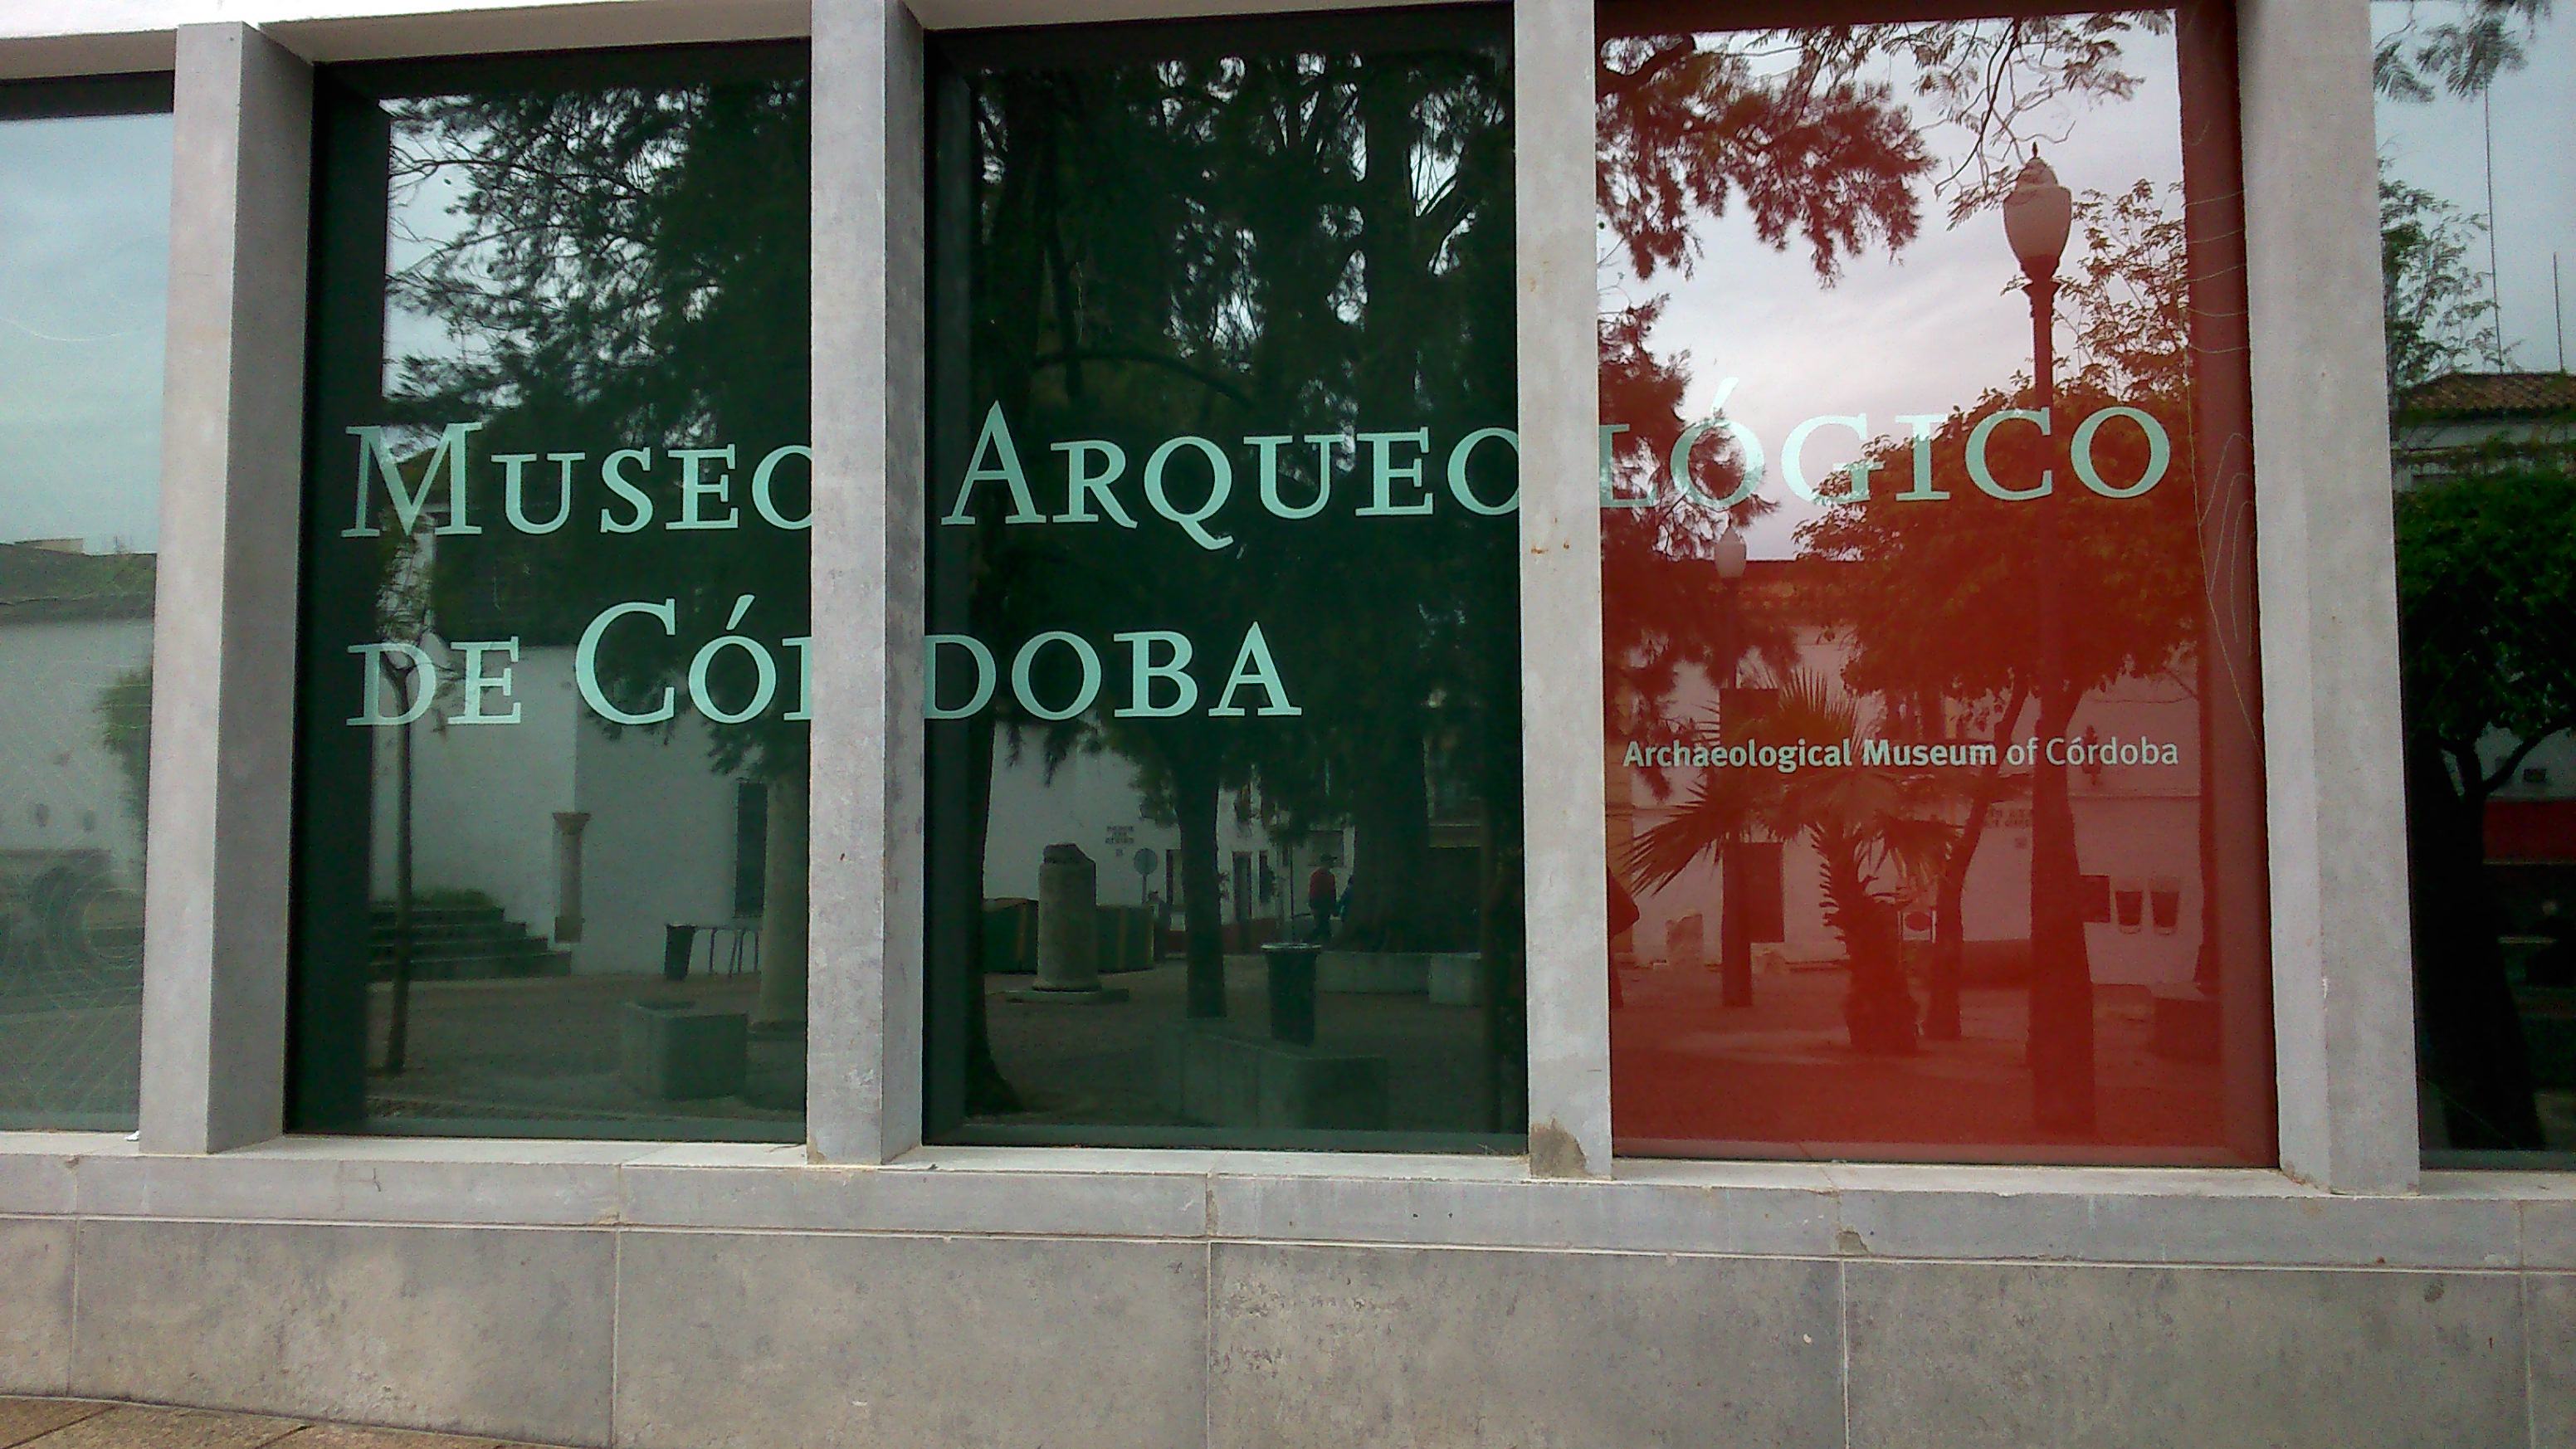 MUSEO ARQUEOLÓGICO
DE CÓRDOBA
Archaeological Museum of Córdoba